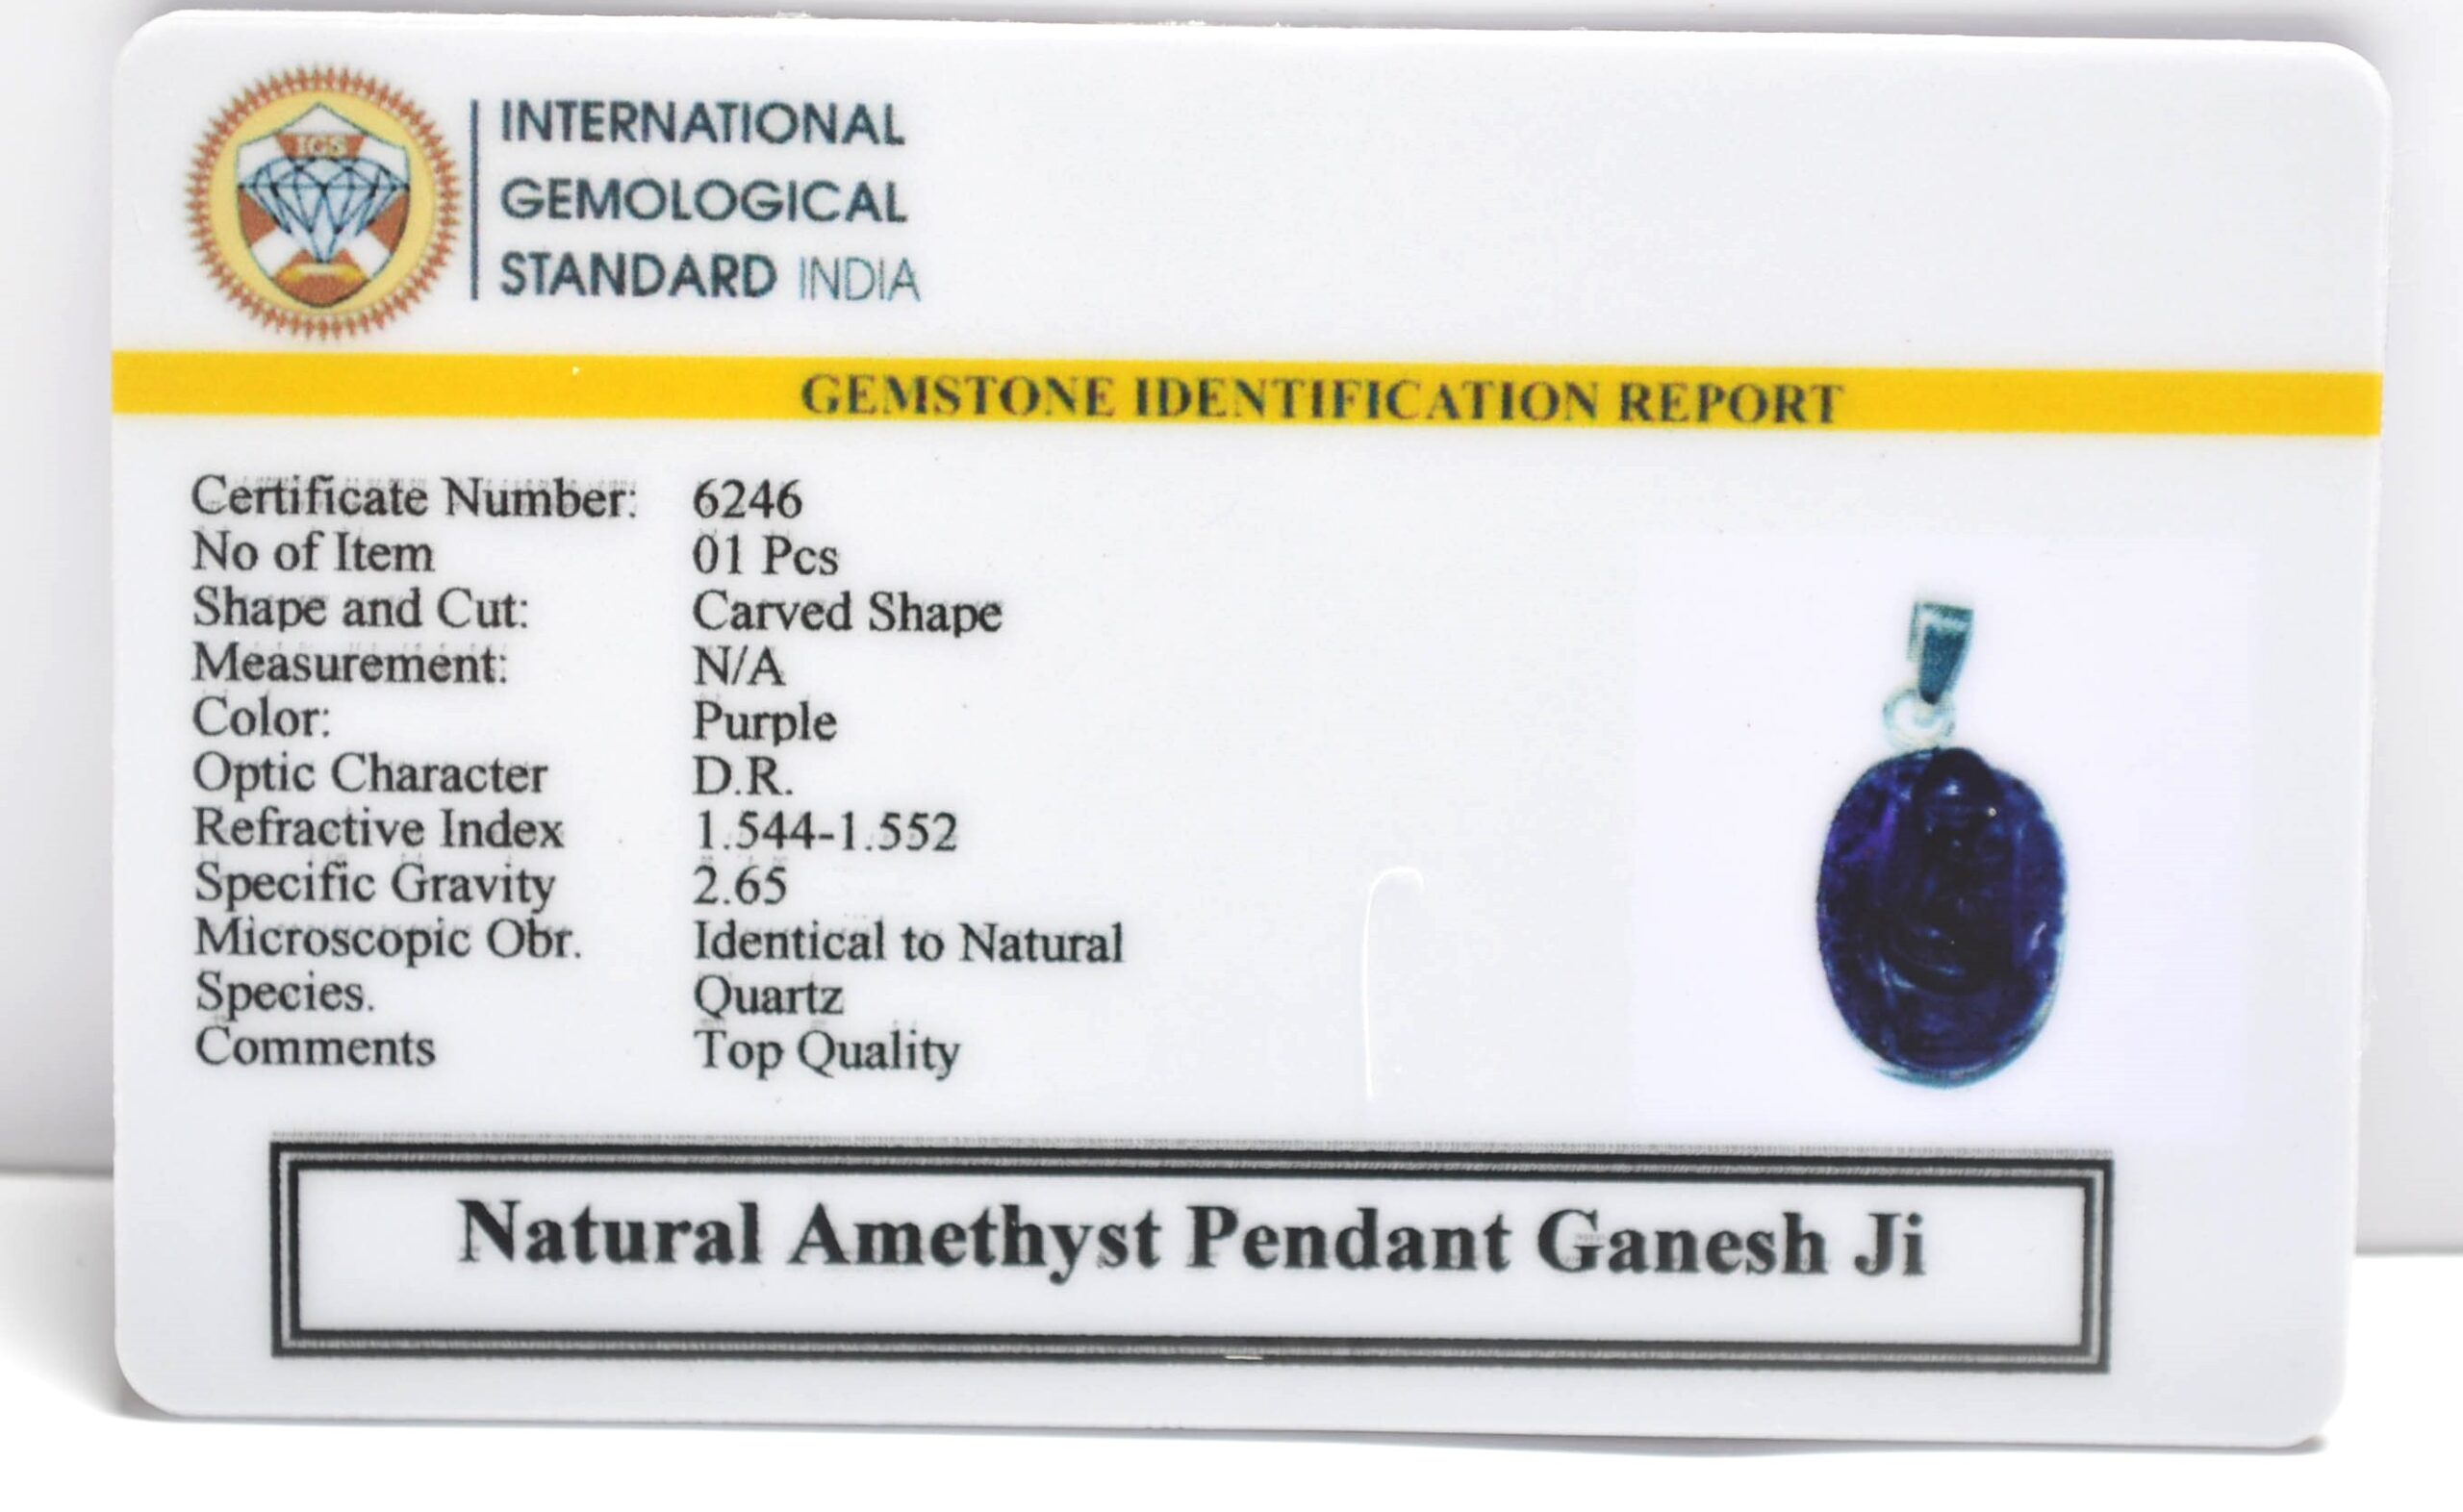 IGS
INTERNATIONAL
GEMOLOGICAL
STANDARD INDIA
GEMSTONE IDENTIFICATION REPORT
Certificate Number: 6246
No of Item 01 Pcs
Shape and Cut: Carved Shape
Measurement: N/A
Color: Purple
Optic Character D.R.
Refractive Index 1.544-1.552
Specific Gravity 2.65
Microscopic Obr. Identical to Natural
Species. Quartz
Comments Top Quality
Natural Amethyst Pendant Ganesh Ji